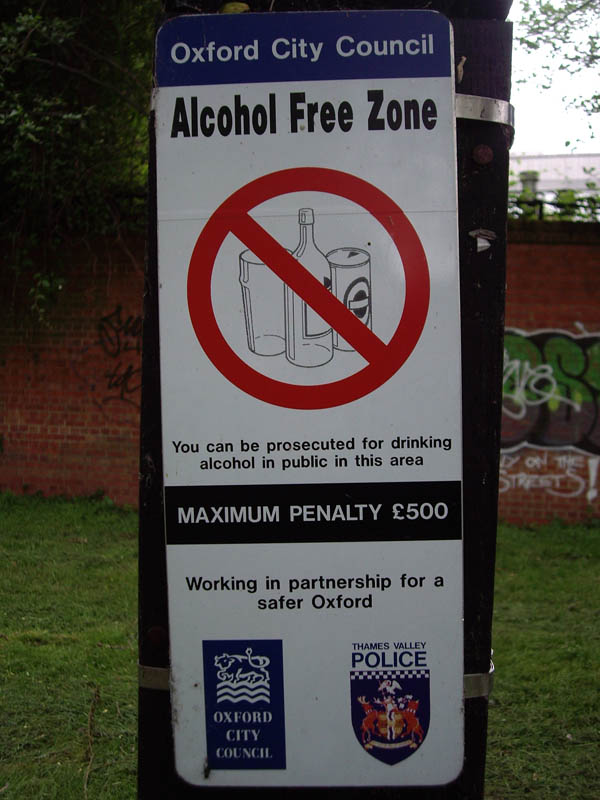 Oxford City Council
Alcohol Free Zone
You can be prosecuted for drinking
alcohol in public in this area
MAXIMUM PENALTY £500
Working in partnership for a
safer Oxford
OXFORD
CITY
COUNCIL
THAMES VALLEY
POLICE
ON THE
STREETS!